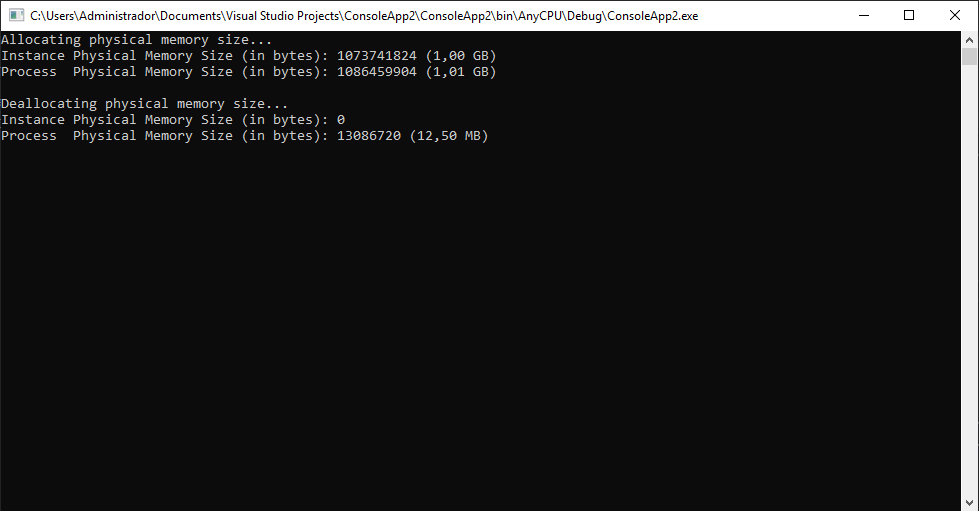 C:\Users\Administrador\Documents\Visual Studio Projects\ConsoleApp2\ConsoleApp2\bin\AnyCPU\Debug\ConsoleApp2.exe
Allocating physical memory size...
Instance Physical Memory Size (in bytes): 1073741824 (1,00 GB)
Process  Physical Memory Size (in bytes): 1086459904 (1,01 GB)
Deallocating physical memory size...
Instance Physical Memory Size (in bytes): 0
Process  Physical Memory Size (in bytes): 13086720 (12,50 MB)